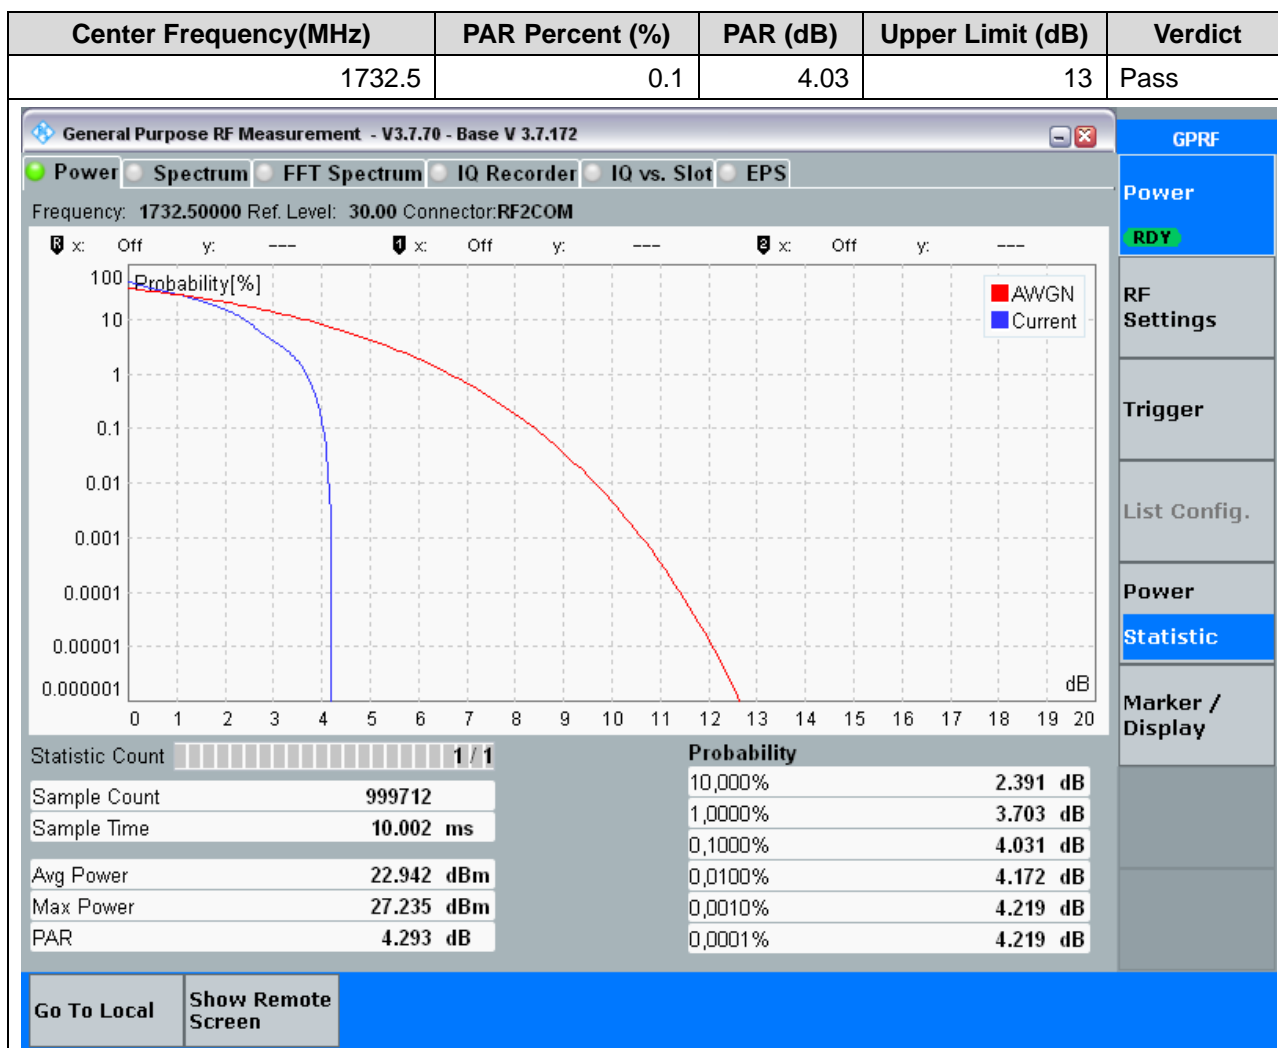 Center Frequency(MHz) PAR Percent (%) PAR (dB) Upper Limit (dB) Verdict
1732.5 0.1 4.03 13 Pass
General Purpose RF Measurement - V3.7.70 - Base V 3.7.172
GPRF
Power Spectrum FFT Spectrum IQ Recorder IQ vs. Slot EPS
Power
RDY
Frequency: 1732.50000 Ref. Level: 30.00 Connector:RF2COM
R x: Off y: --- 1 x: Off y: --- 2 x: Off y: ---
Probability[%]
AWGN
Current
100
10
1
0.1
0.01
0.001
0.0001
0.00001
0.000001
dB
0 1 2 3 4 5 6 7 8 9 10 11 12 13 14 15 16 17 18 19 20
RF
Settings
Trigger
List Config.
Power
Statistic
Marker /
Display
Statistic Count 1 / 1
Sample Count 999712
Sample Time 10.002 ms
Avg Power 22.942 dBm
Max Power 27.235 dBm
PAR 4.293 dB
Probability
10,000% 2.391 dB
1,0000% 3.703 dB
0,1000% 4.031 dB
0,0100% 4.172 dB
0,0010% 4.219 dB
0,0001% 4.219 dB
Go To Local
Show Remote
Screen